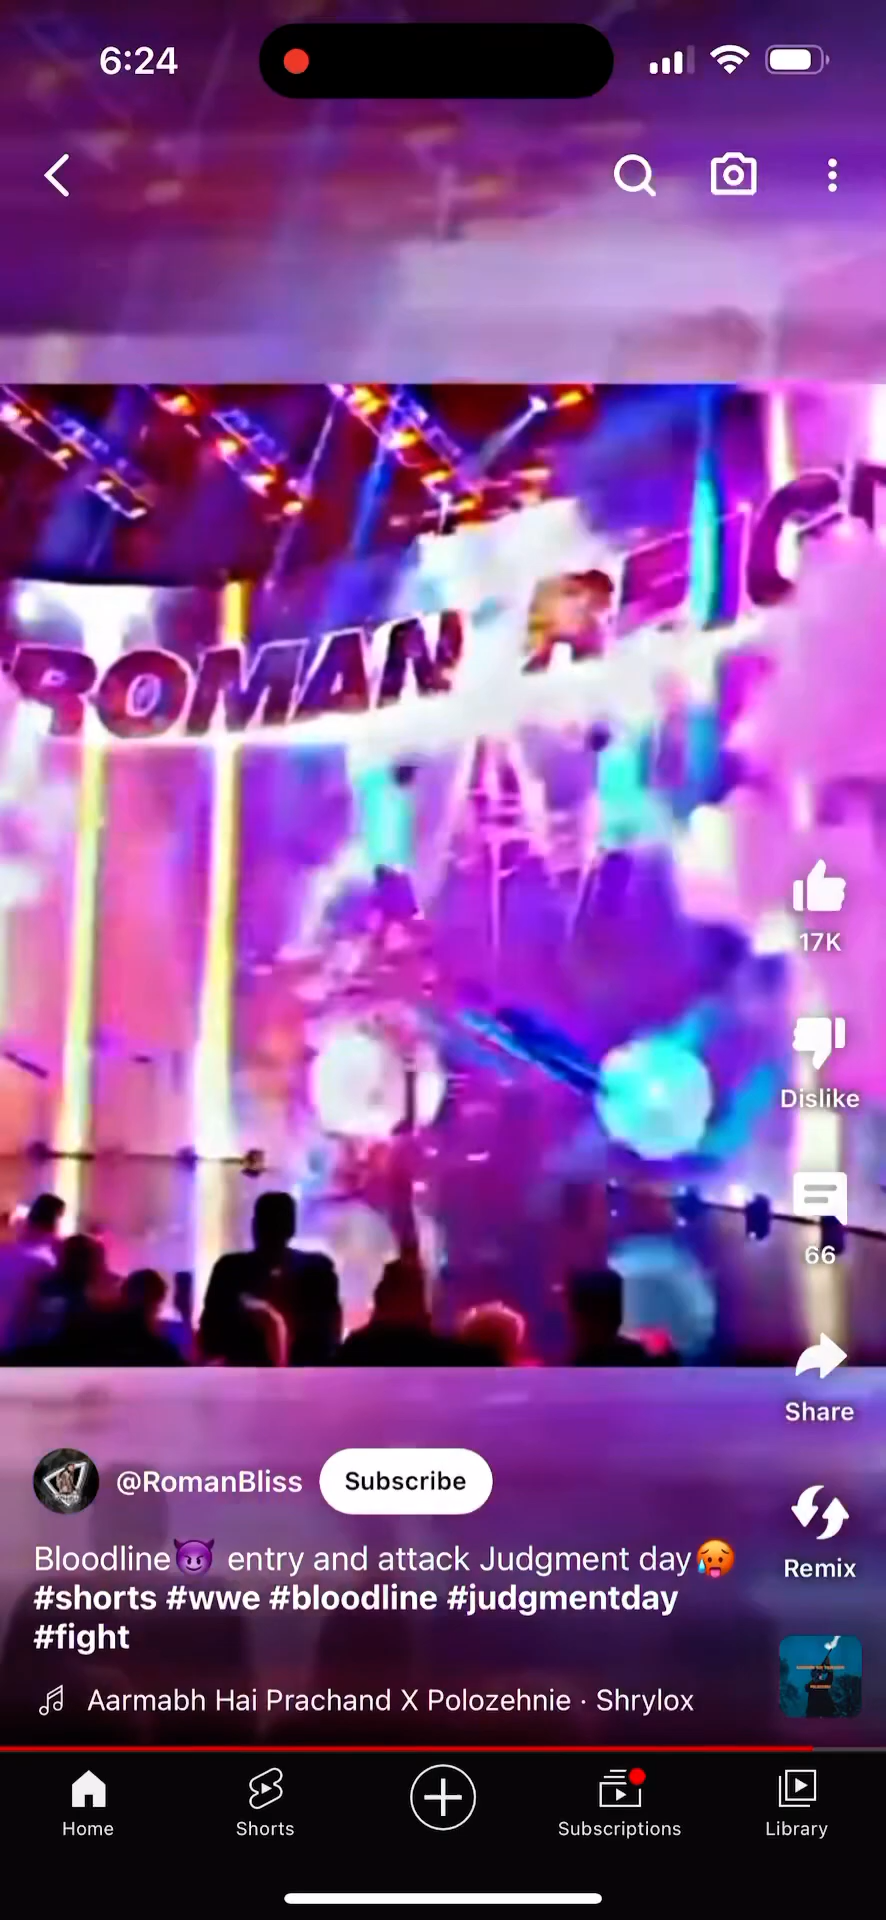 6:24
ROMAN REIG
17K
Dislike
66
Share
@RomanBliss Subscribe
Bloodline😈 entry and attack Judgment day🥵
#shorts #wwe #bloodline #judgmentday
#fight
Remix
Aarmabh Hai Prachand X Polozehnie · Shrylox
Home Shorts Subscriptions Library